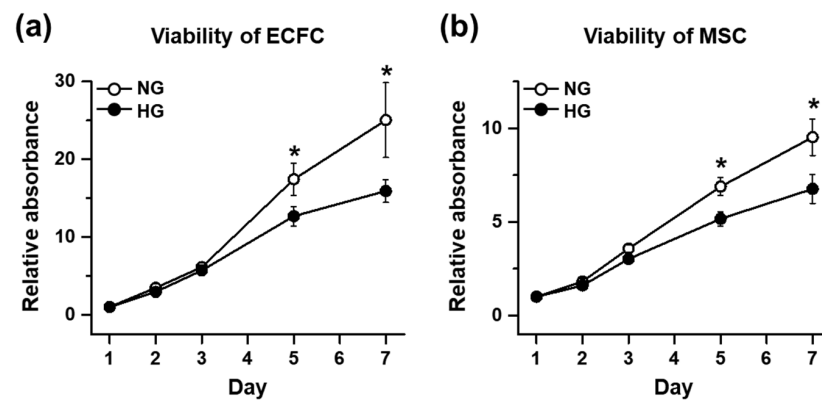 (a)
Viability of ECFC
NG
HG
*
*
30
20
10
0
Relative absorbance
1 2 3 4 5 6 7
Day
(b)
Viability of MSC
NG
HG
*
*
10
5
0
Relative absorbance
1 2 3 4 5 6 7
Day